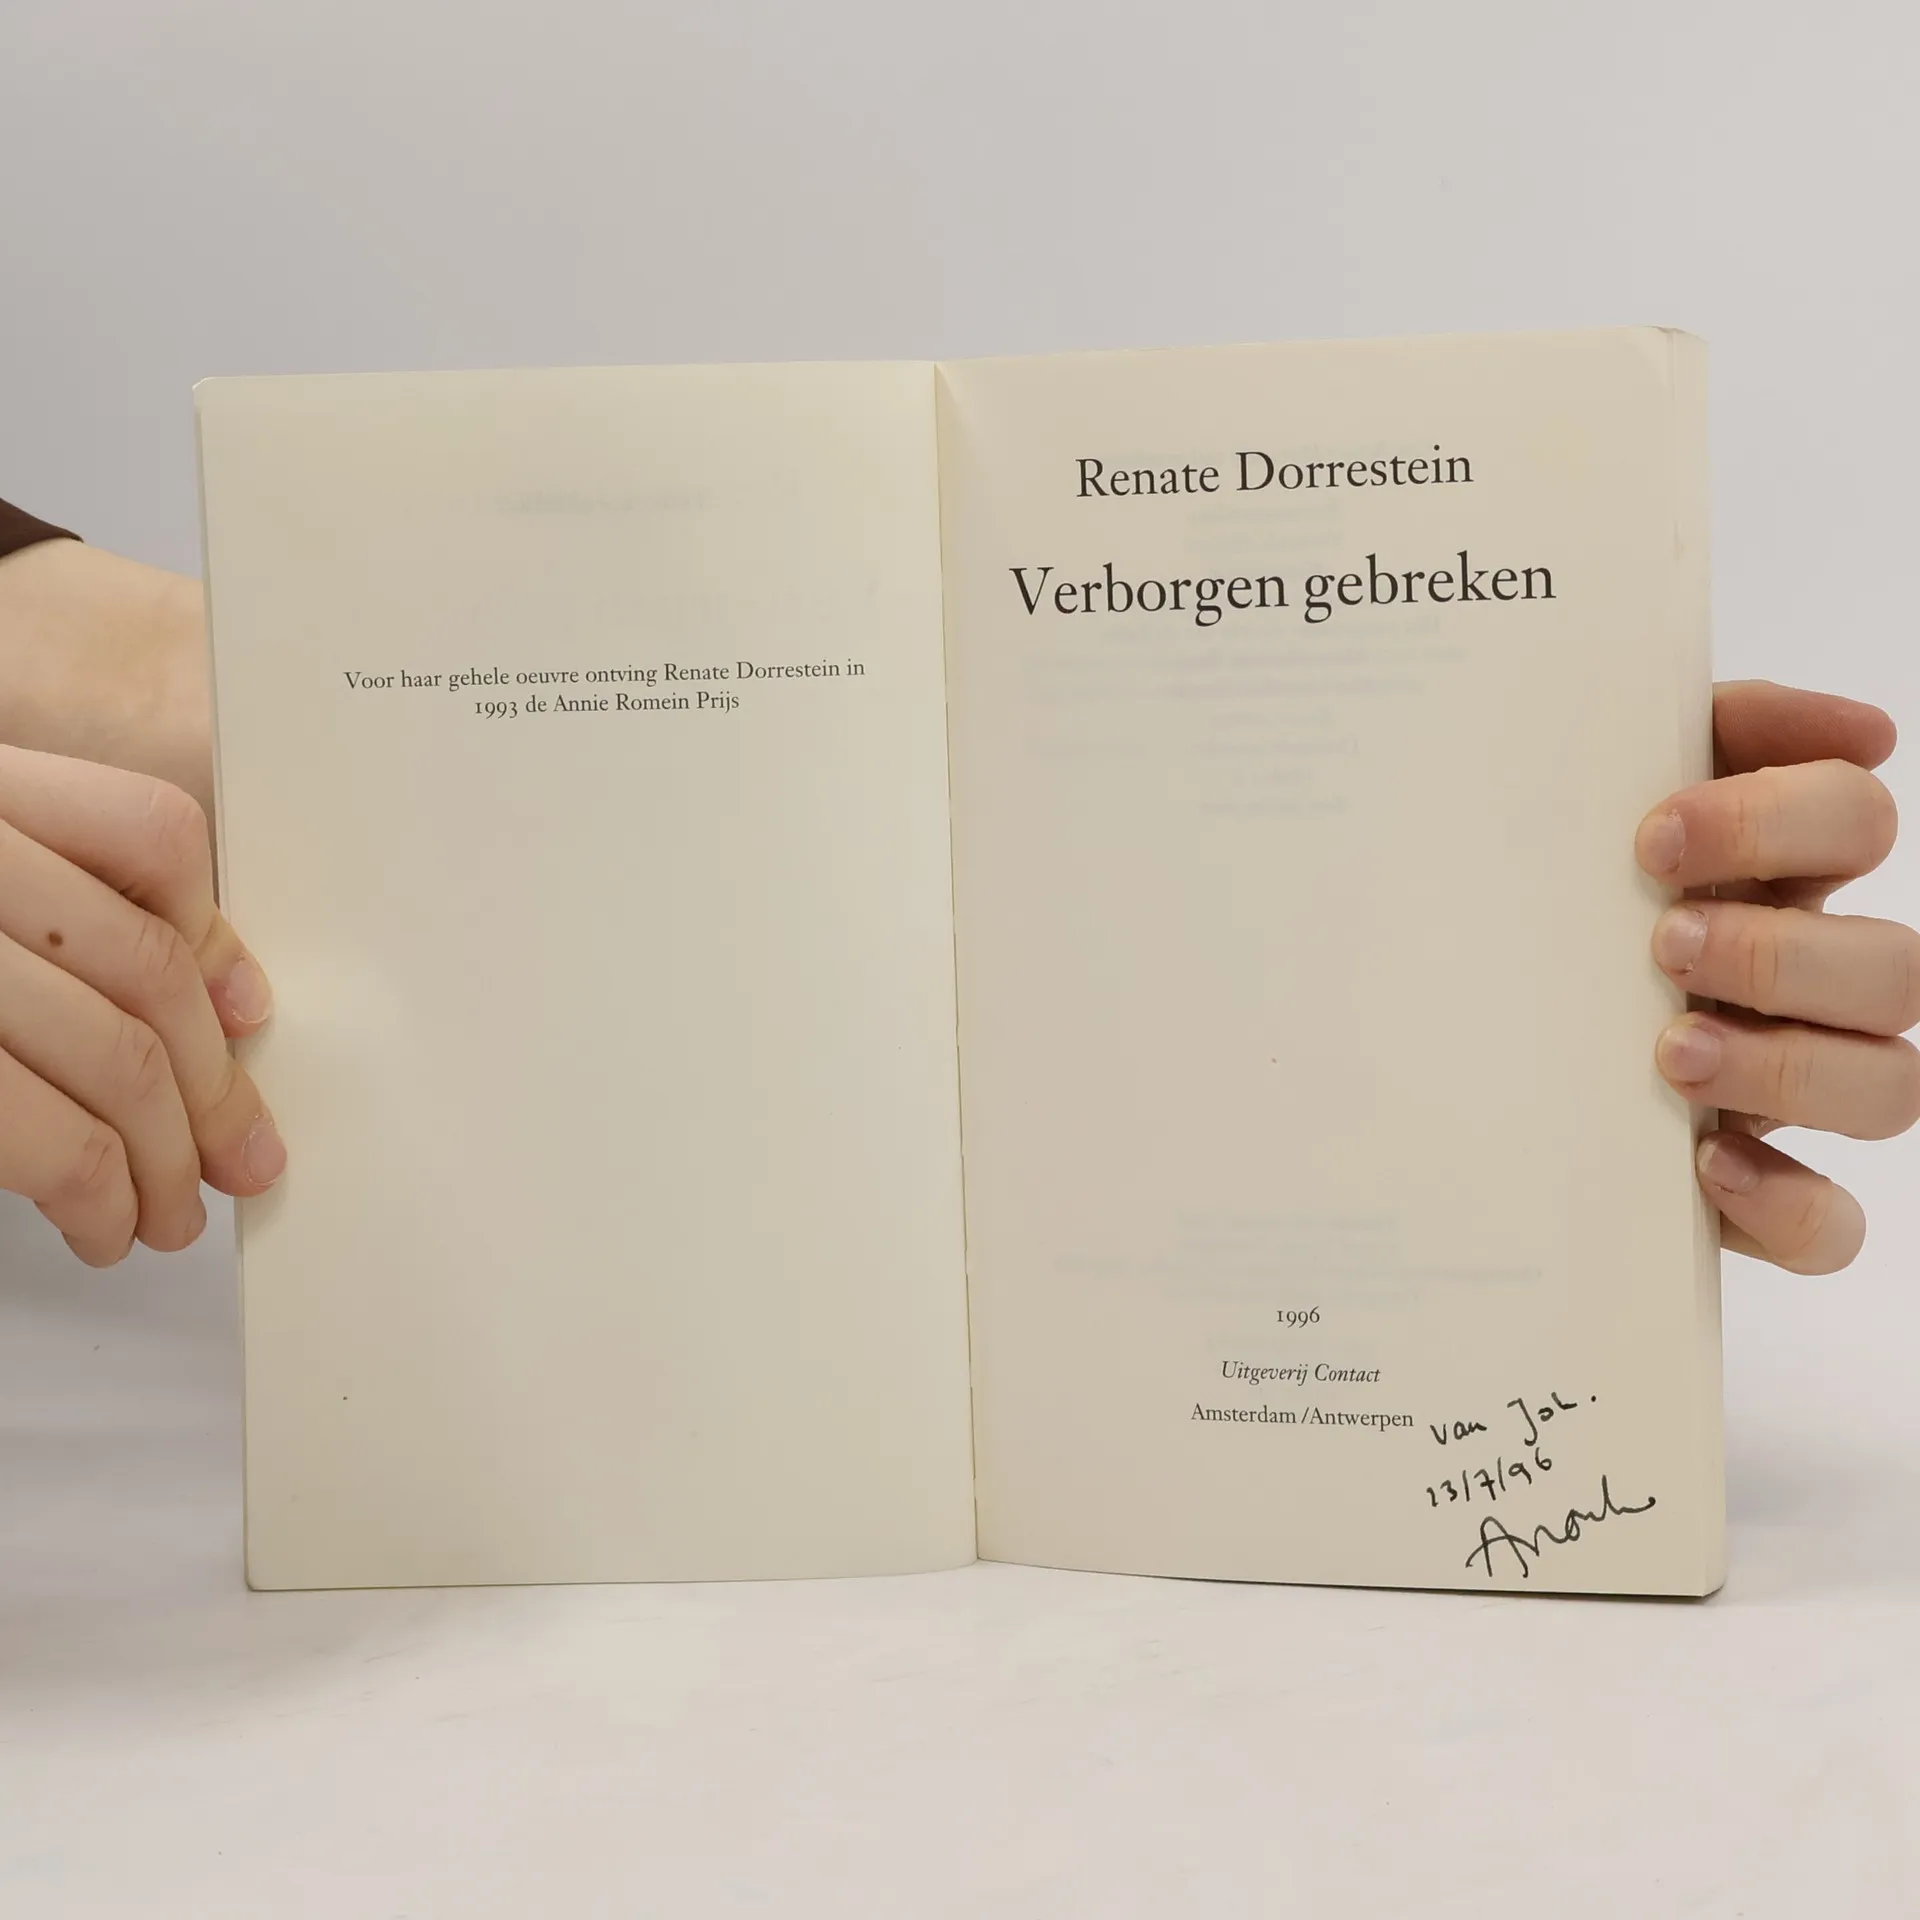 Voor haar gehele oeuvre ontving Renate Dorrestein in
1993 de Annie Romein Prijs
Renate Dorrestein
Verborgen gebreken
1996
Uitgeverij Contact
Amsterdam/Antwerpen
van Joh.
23/7/96